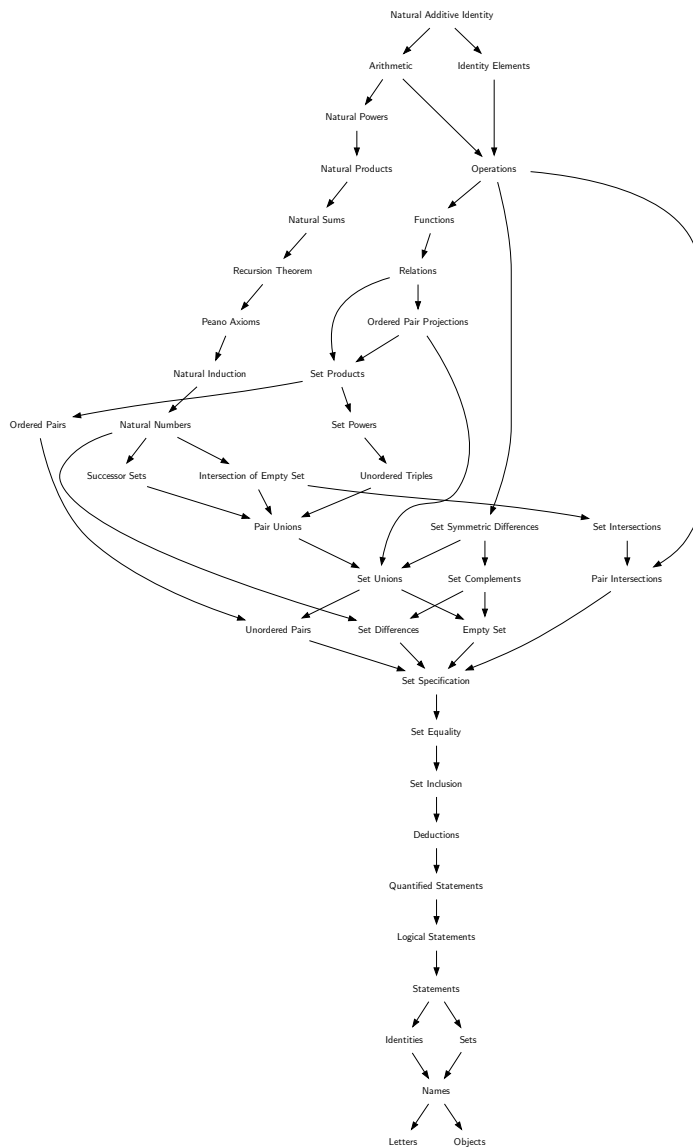 Natural Additive Identity
Arithmetic
Identity Elements
Natural Powers
Natural Products
Operations
Natural Sums
Functions
Recursion Theorem
Relations
Peano Axioms
Ordered Pair Projections
Natural Induction
Set Products
Ordered Pairs
Natural Numbers
Set Powers
Successor Sets
Intersection of Empty Set
Unordered Triples
Pair Unions
Set Symmetric Differences
Set Intersections
Set Unions
Set Complements
Pair Intersections
Unordered Pairs
Set Differences
Empty Set
Set Specification
Set Equality
Set Inclusion
Deductions
Quantified Statements
Logical Statements
Statements
Identities
Sets
Names
Letters
Objects